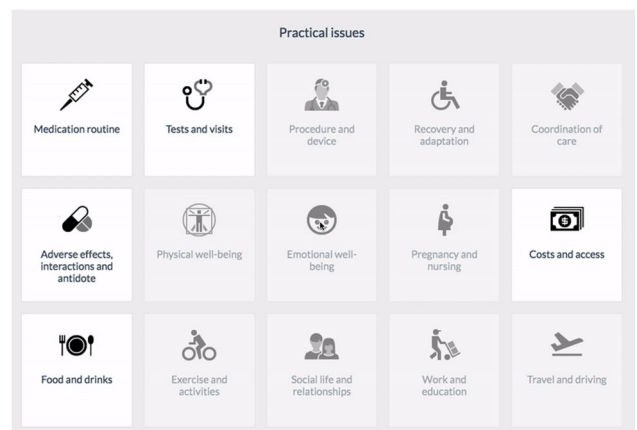 Practical issues
Medication routine
Tests and visits
Procedure and
device
Recovery and
adaptation
Coordination of
care
Adverse effects,
interactions and
antidote
Physical well-being
Emotional well-
being
Pregnancy and
nursing
Costs and access
Food and drinks
Exercise and
activities
Social life and
relationships
Work and
education
Travel and driving